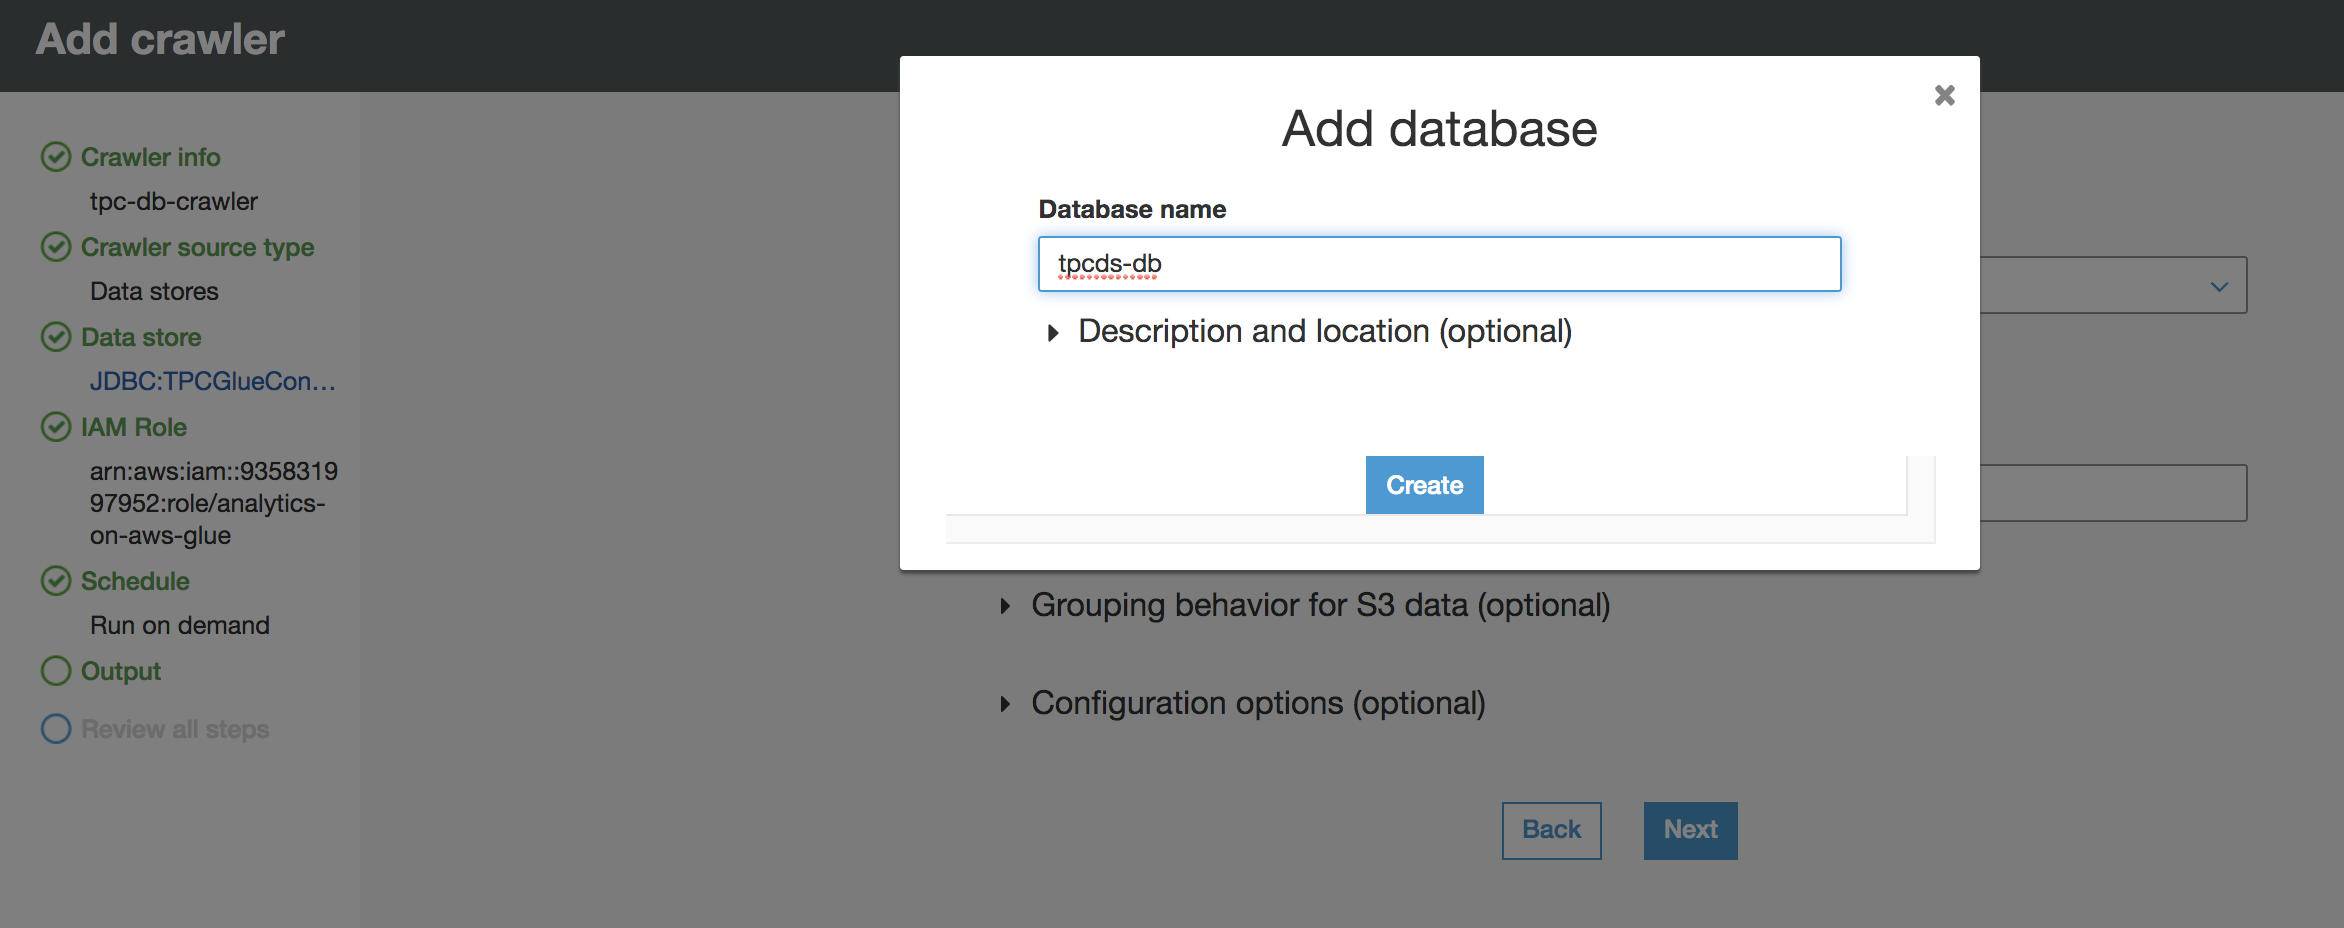 Add crawler
Crawler info
tpc-db-crawler
Crawler source type
Data stores
Data store
JDBC:TPCGlueCon...
IAM Role
arn:aws:iam::9358319
97952:role/analytics-
on-aws-glue
Schedule
Run on demand
Output
Review all steps
Add database
Database name
tpcds-db
Description and location (optional)
Create
Grouping behavior for S3 data (optional)
Configuration options (optional)
Back
Next